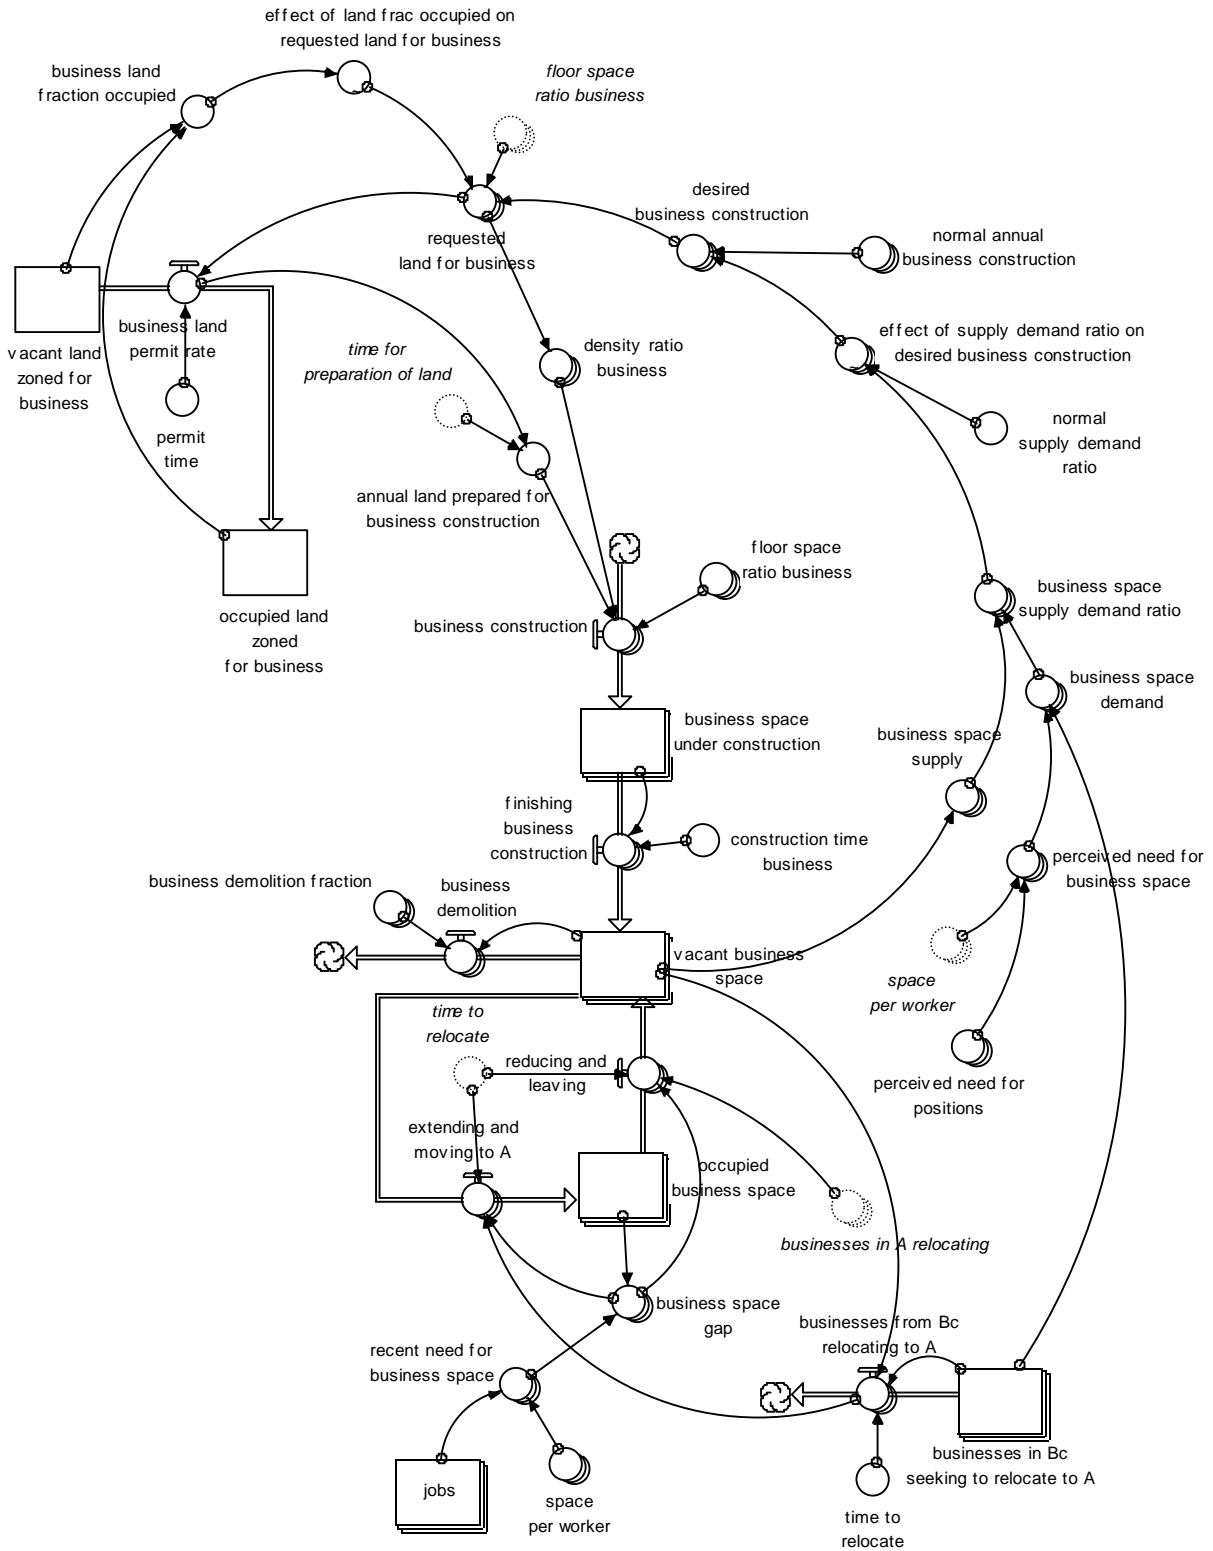 effect of land frac occupied on
requested land for business
business land
fraction occupied
floor space
ratio business
desired
business construction
normal annual
business construction
requested
land for business
business land
permit rate
vacant land
zoned for
business
time for
preparation of land
density ratio
business
effect of supply demand ratio on
desired business construction
permit
time
normal
supply demand
ratio
annual land prepared for
business construction
floor space
ratio business
business space
supply demand ratio
occupied land
zoned
for business
business construction
business space
demand
business space
under construction
business space
supply
finishing
business
construction
construction time
business
perceived need for
business space
business demolition fraction
business
demolition
vacant business
space
space
per worker
time to
relocate
reducing and
leaving
perceived need for
positions
extending and
moving to A
occupied
business space
businesses in A relocating
business space
gap
businesses from Bc
relocating to A
recent need for
business space
businesses in Bc
seeking to relocate to A
jobs
space
per worker
time to
relocate